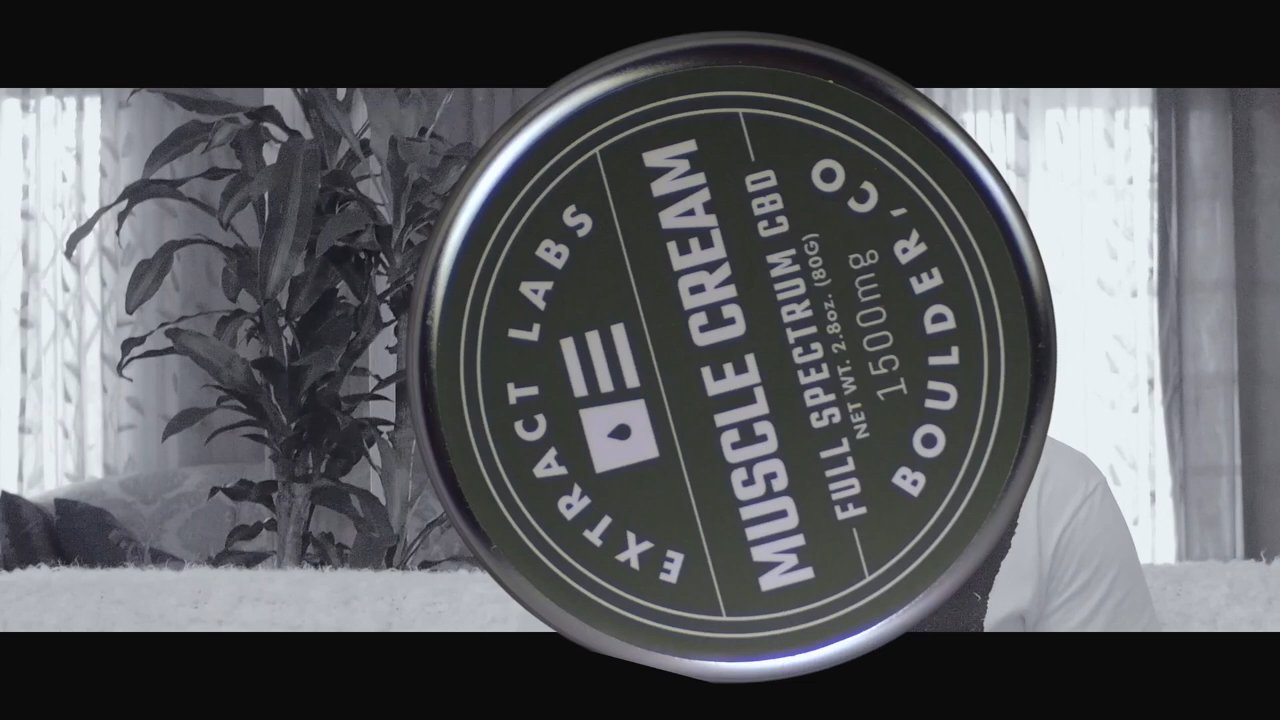 EXTRACT LABS
MUSCLE CREAM
FULL SPECTRUM CBD
NET WT. 2.8oz. (80G)
1500mg
BOULDER, CO